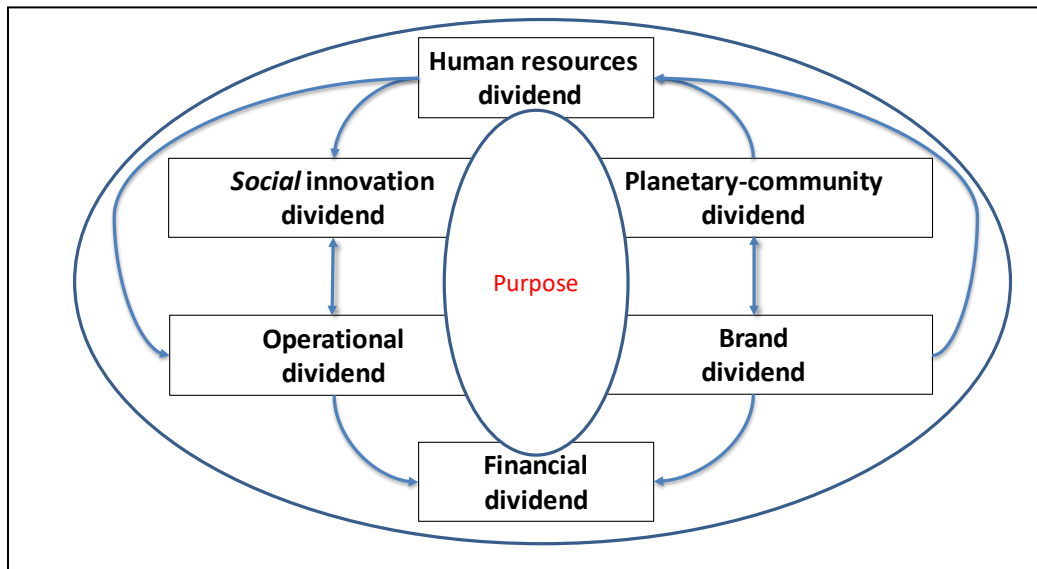 Human resources
dividend
Social innovation
dividend
Planetary-community
dividend
Purpose
Operational
dividend
Brand
dividend
Financial
dividend